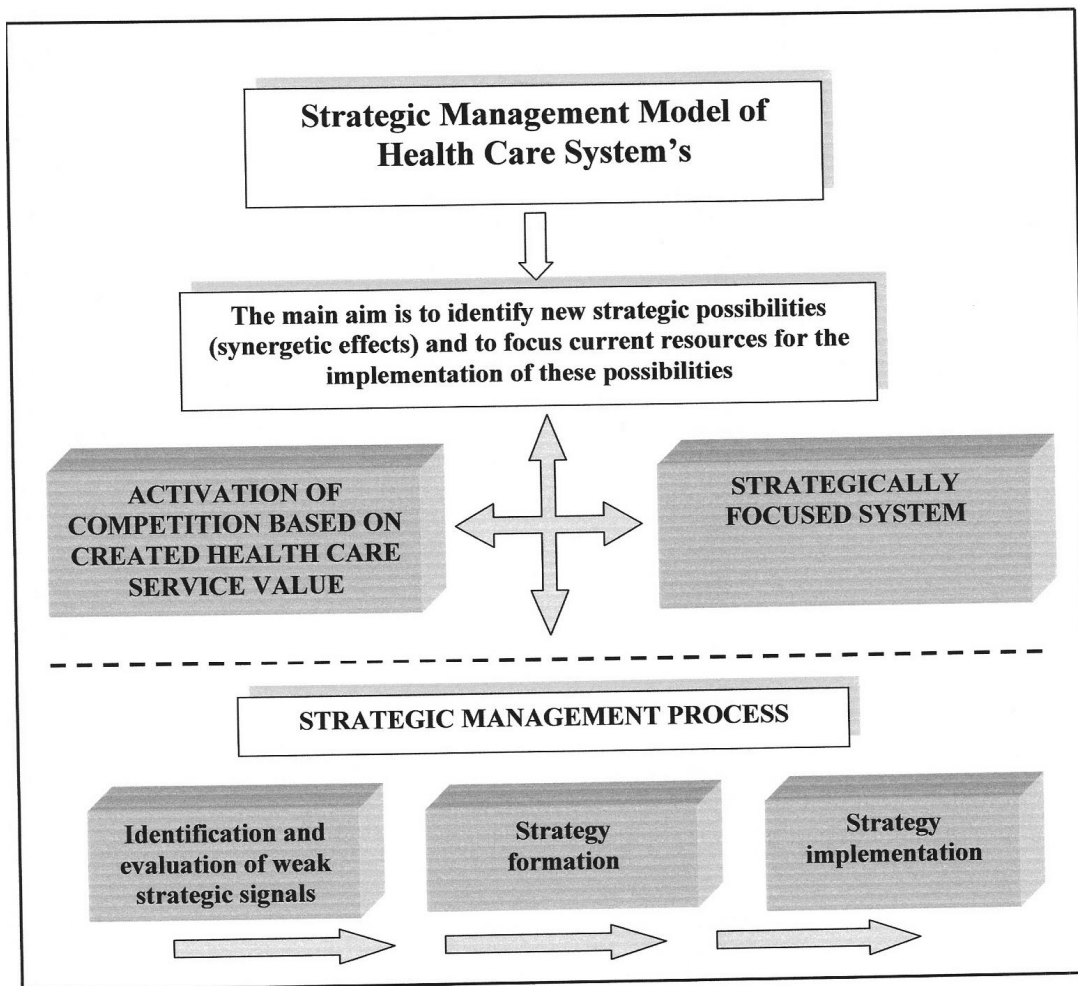 Strategic Management Model of
Health Care System's
The main aim is to identify new strategic possibilities
(synergetic effects) and to focus current resources for the
implementation of these possibilities
ACTIVATION OF
COMPETITION BASED ON
CREATED HEALTH CARE
SERVICE VALUE
STRATEGICALLY
FOCUSED SYSTEM
STRATEGIC MANAGEMENT PROCESS
Identification and
evaluation of weak
strategic signals
Strategy
formation
Strategy
implementation